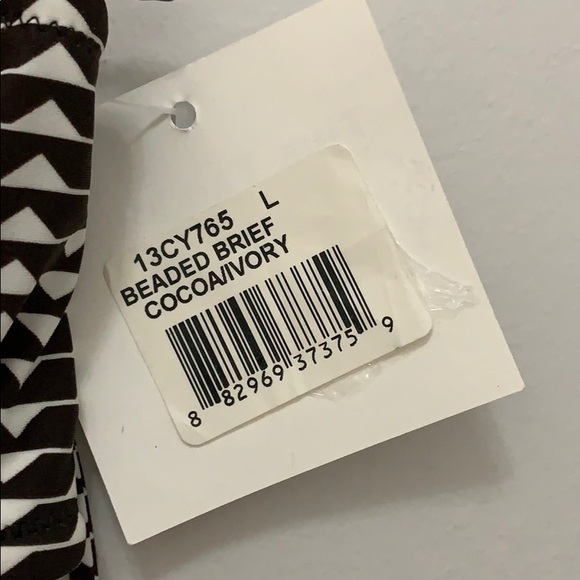 13CY765 L
BEADED BRIEF
COCOA/IVORY
8 82969 37375 9